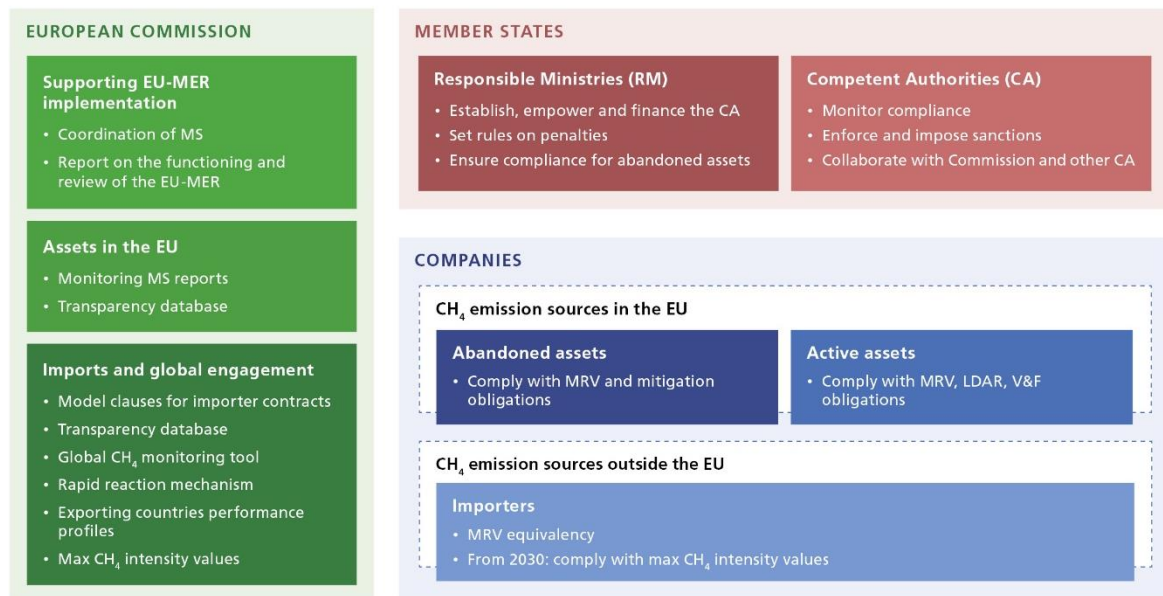 EUROPEAN COMMISSION
Supporting EU-MER
implementation
• Coordination of MS
• Report on the functioning and
review of the EU-MER
Assets in the EU
• Monitoring MS reports
• Transparency database
Imports and global engagement
• Model clauses for importer contracts
• Transparency database
• Global CH₄ monitoring tool
• Rapid reaction mechanism
• Exporting countries performance
profiles
• Max CH₄ intensity values
MEMBER STATES
Responsible Ministries (RM)
• Establish, empower and finance the CA
• Set rules on penalties
• Ensure compliance for abandoned assets
Competent Authorities (CA)
• Monitor compliance
• Enforce and impose sanctions
• Collaborate with Commission and other CA
COMPANIES
CH₄ emission sources in the EU
Abandoned assets
• Comply with MRV and mitigation
obligations
Active assets
• Comply with MRV, LDAR, V&F
obligations
CH₄ emission sources outside the EU
Importers
• MRV equivalency
• From 2030: comply with max CH₄ intensity values